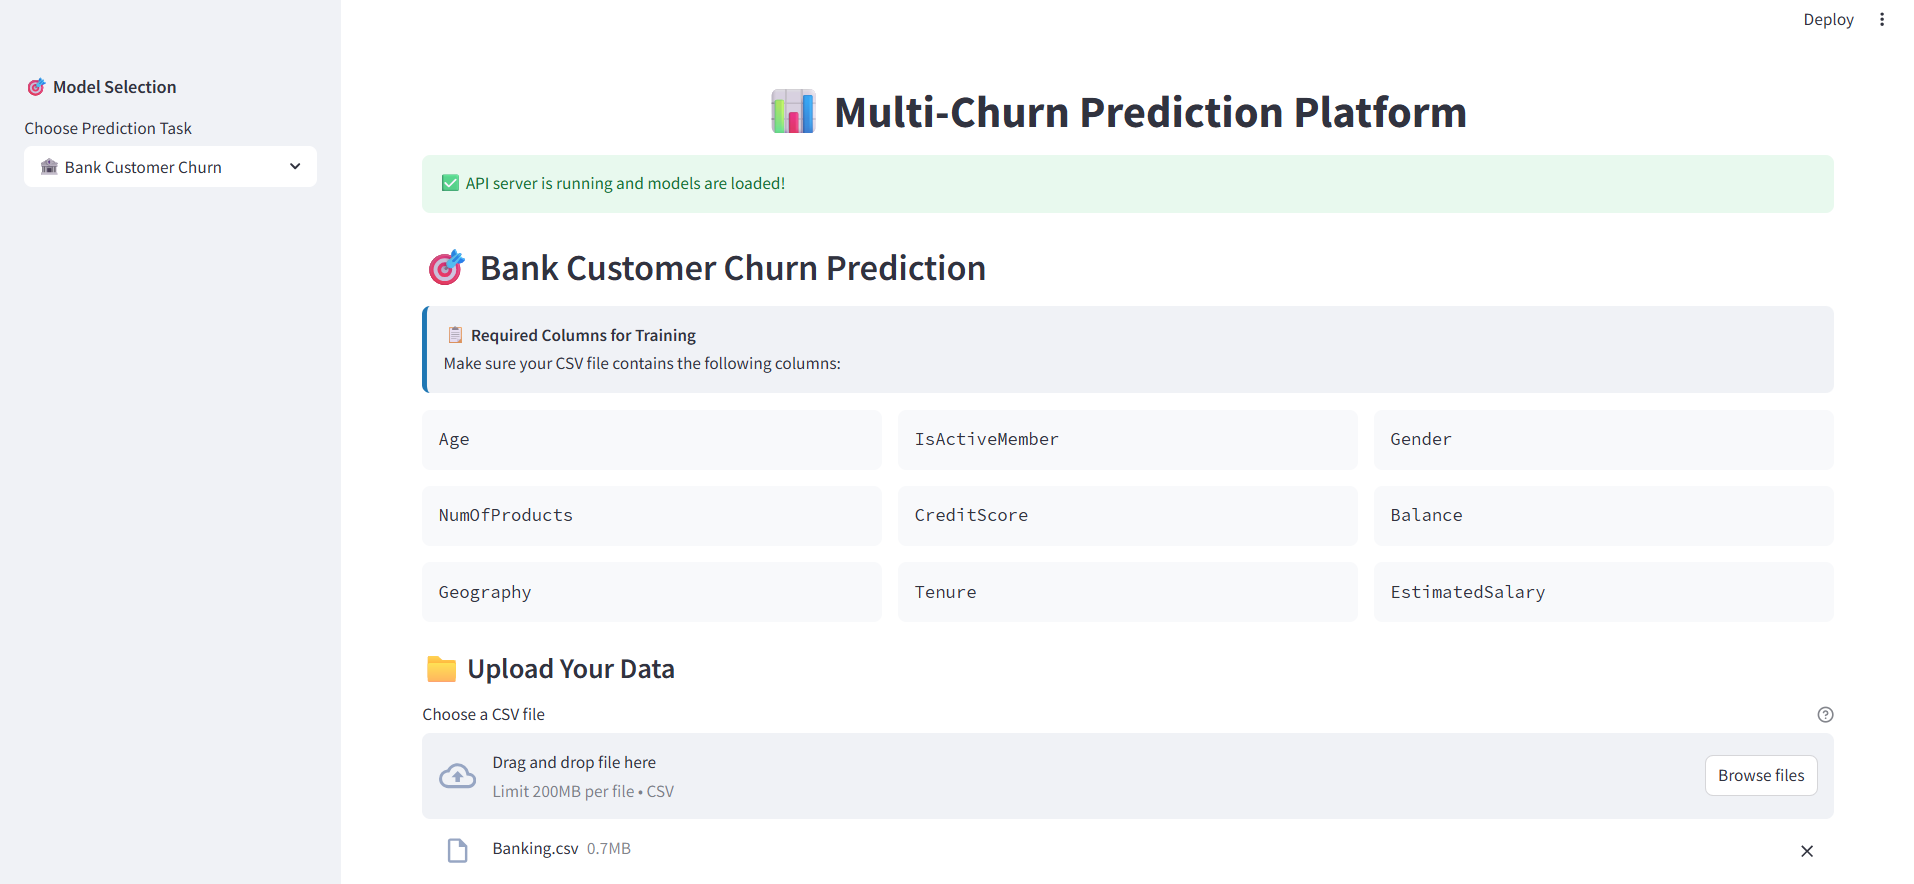 Deploy
Model Selection
Choose Prediction Task
Bank Customer Churn
Multi-Churn Prediction Platform
API server is running and models are loaded!
Bank Customer Churn Prediction
Required Columns for Training
Make sure your CSV file contains the following columns:
Age
IsActiveMember
Gender
NumOfProducts
CreditScore
Balance
Geography
Tenure
EstimatedSalary
Upload Your Data
Choose a CSV file
Drag and drop file here
Limit 200MB per file • CSV
Browse files
Banking.csv 0.7MB